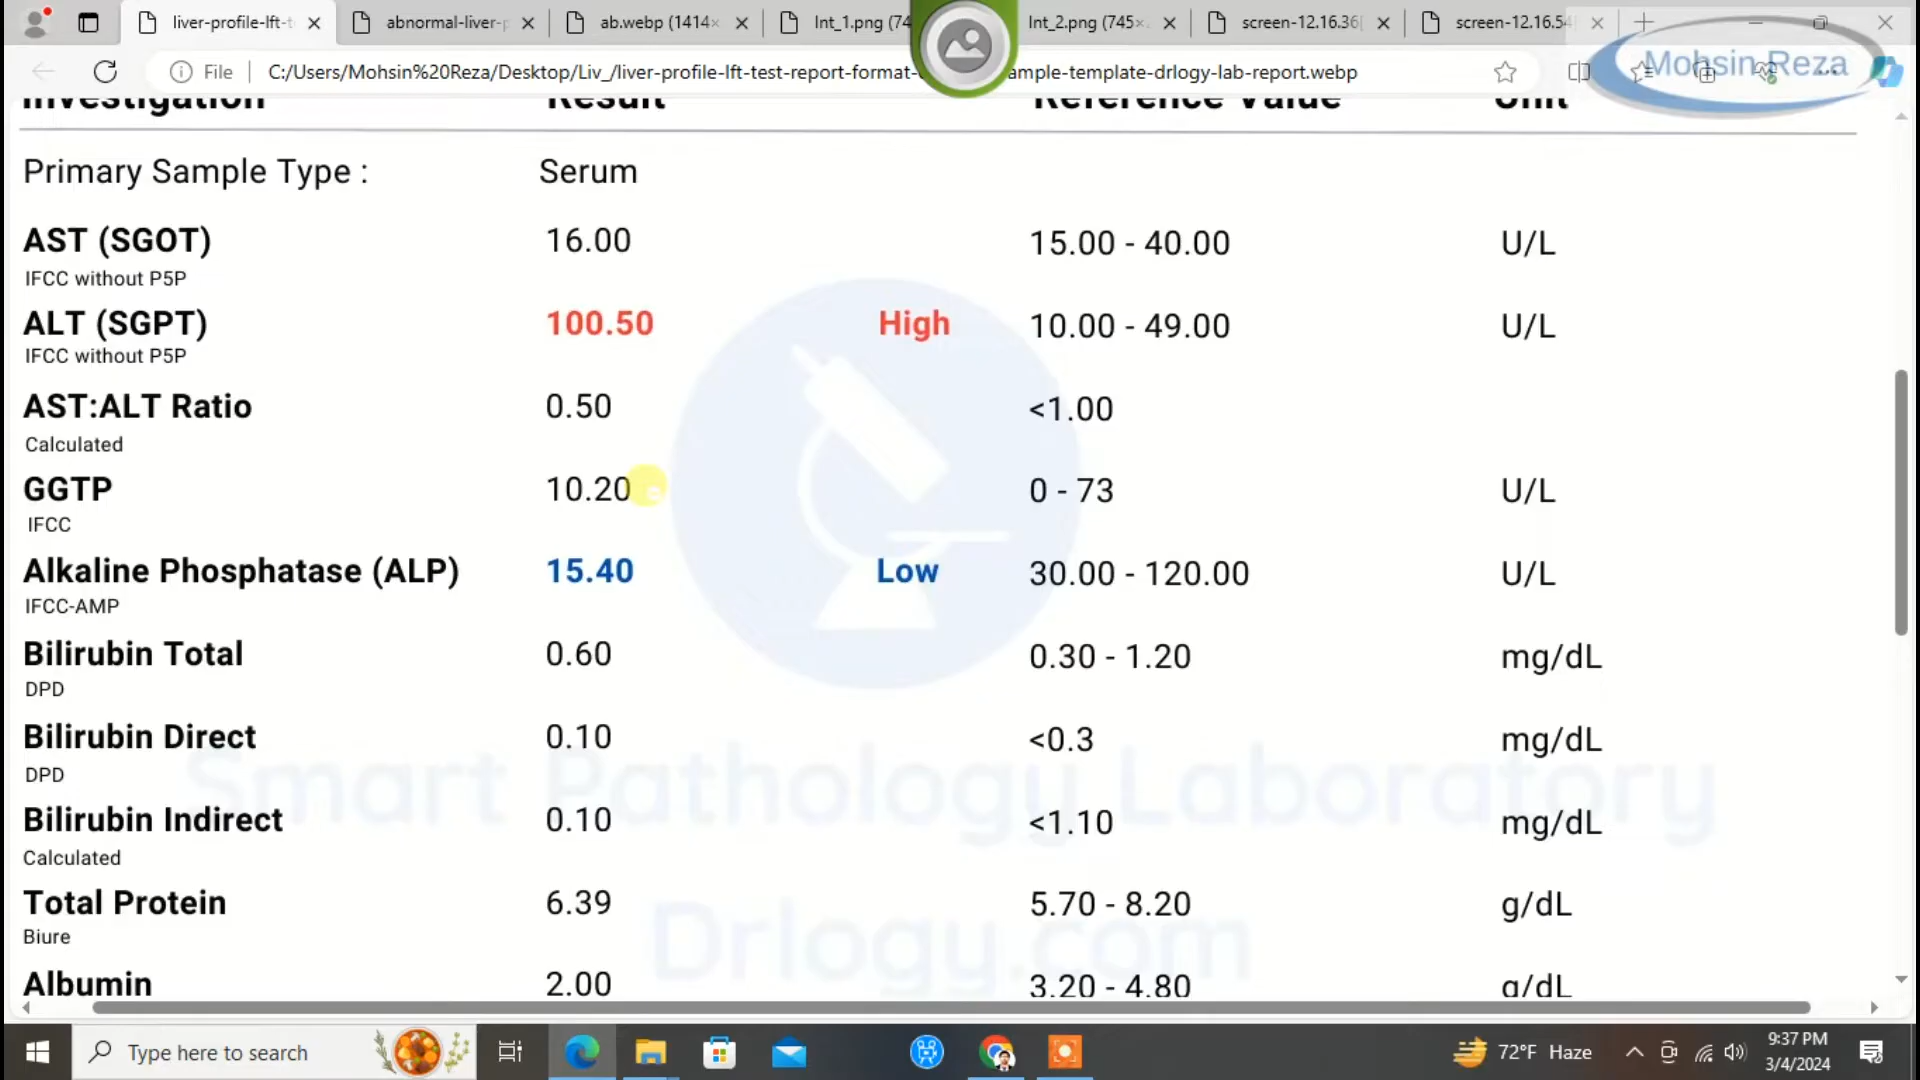 liver-profile-lft-t
abnormal-liver-p
ab.webp (1414×
Int_1.png (74
Int_2.png (745×
screen-12.16.36
screen-12.16.54
File
C:/Users/Mohsin%20Reza/Desktop/Liv_/liver-profile-lft-test-report-format- ample-template-drlogy-lab-report.webp
Mohsin Reza
Investigation Result Reference Value Unit
Primary Sample Type : Serum
AST (SGOT) 16.00 15.00 - 40.00 U/L
IFCC without P5P
ALT (SGPT) 100.50 High 10.00 - 49.00 U/L
IFCC without P5P
AST:ALT Ratio 0.50 <1.00
Calculated
GGTP 10.20 0 - 73 U/L
IFCC
Alkaline Phosphatase (ALP) 15.40 Low 30.00 - 120.00 U/L
IFCC-AMP
Bilirubin Total 0.60 0.30 - 1.20 mg/dL
DPD
Bilirubin Direct 0.10 <0.3 mg/dL
DPD
Smart Pathology Laboratory
Bilirubin Indirect 0.10 <1.10 mg/dL
Calculated
Total Protein 6.39 5.70 - 8.20 g/dL
Biure
Drlogy.com
Albumin 2.00 3.20 - 4.80 g/dL
Type here to search
72°F Haze
9:37 PM
3/4/2024